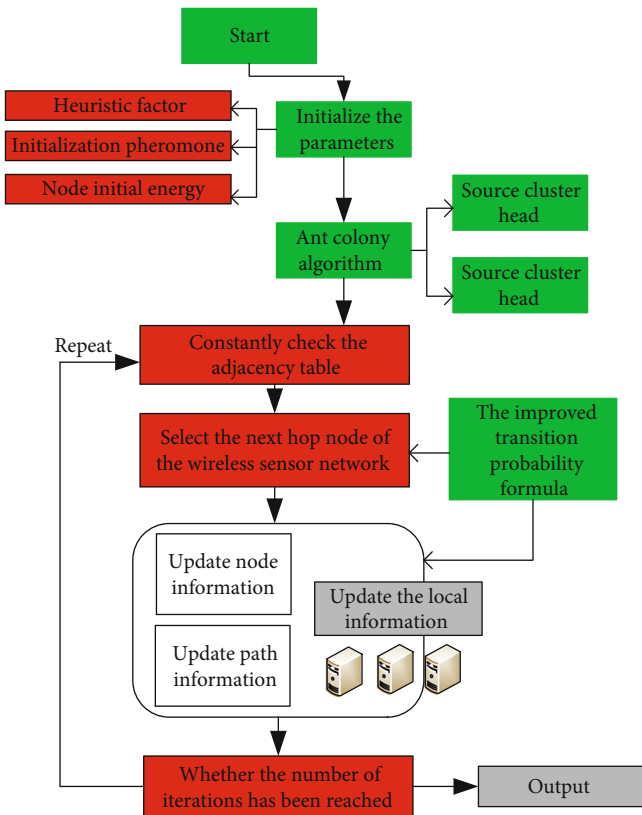 Start
Heuristic factor
Initialization pheromone
Node initial energy
Initialize the
parameters
Source cluster
head
Ant colony
algorithm
Source cluster
head
Repeat
Constantly check the
adjacency table
Select the next hop node of
the wireless sensor network
The improved
transition
probability
formula
Update node
information
Update the local
information
Update path
information
Whether the number of
iterations has been reached
Output